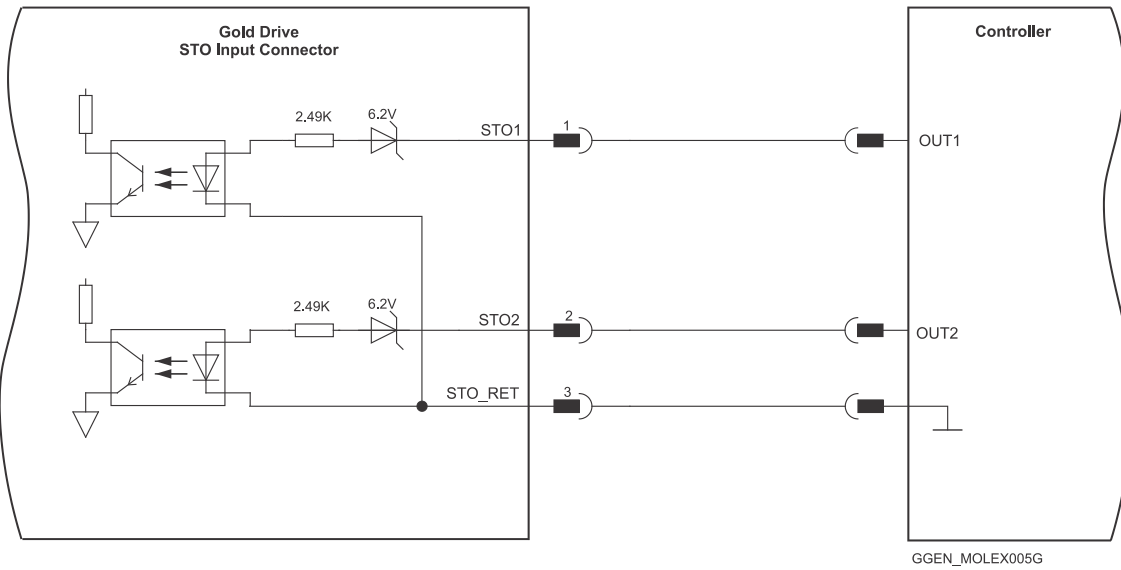 Gold Drive
STO Input Connector
Controller
2.49K
6.2V
STO1
1
OUT1
2.49K
6.2V
STO2
2
OUT2
STO_RET
3
GGEN_MOLEX005G